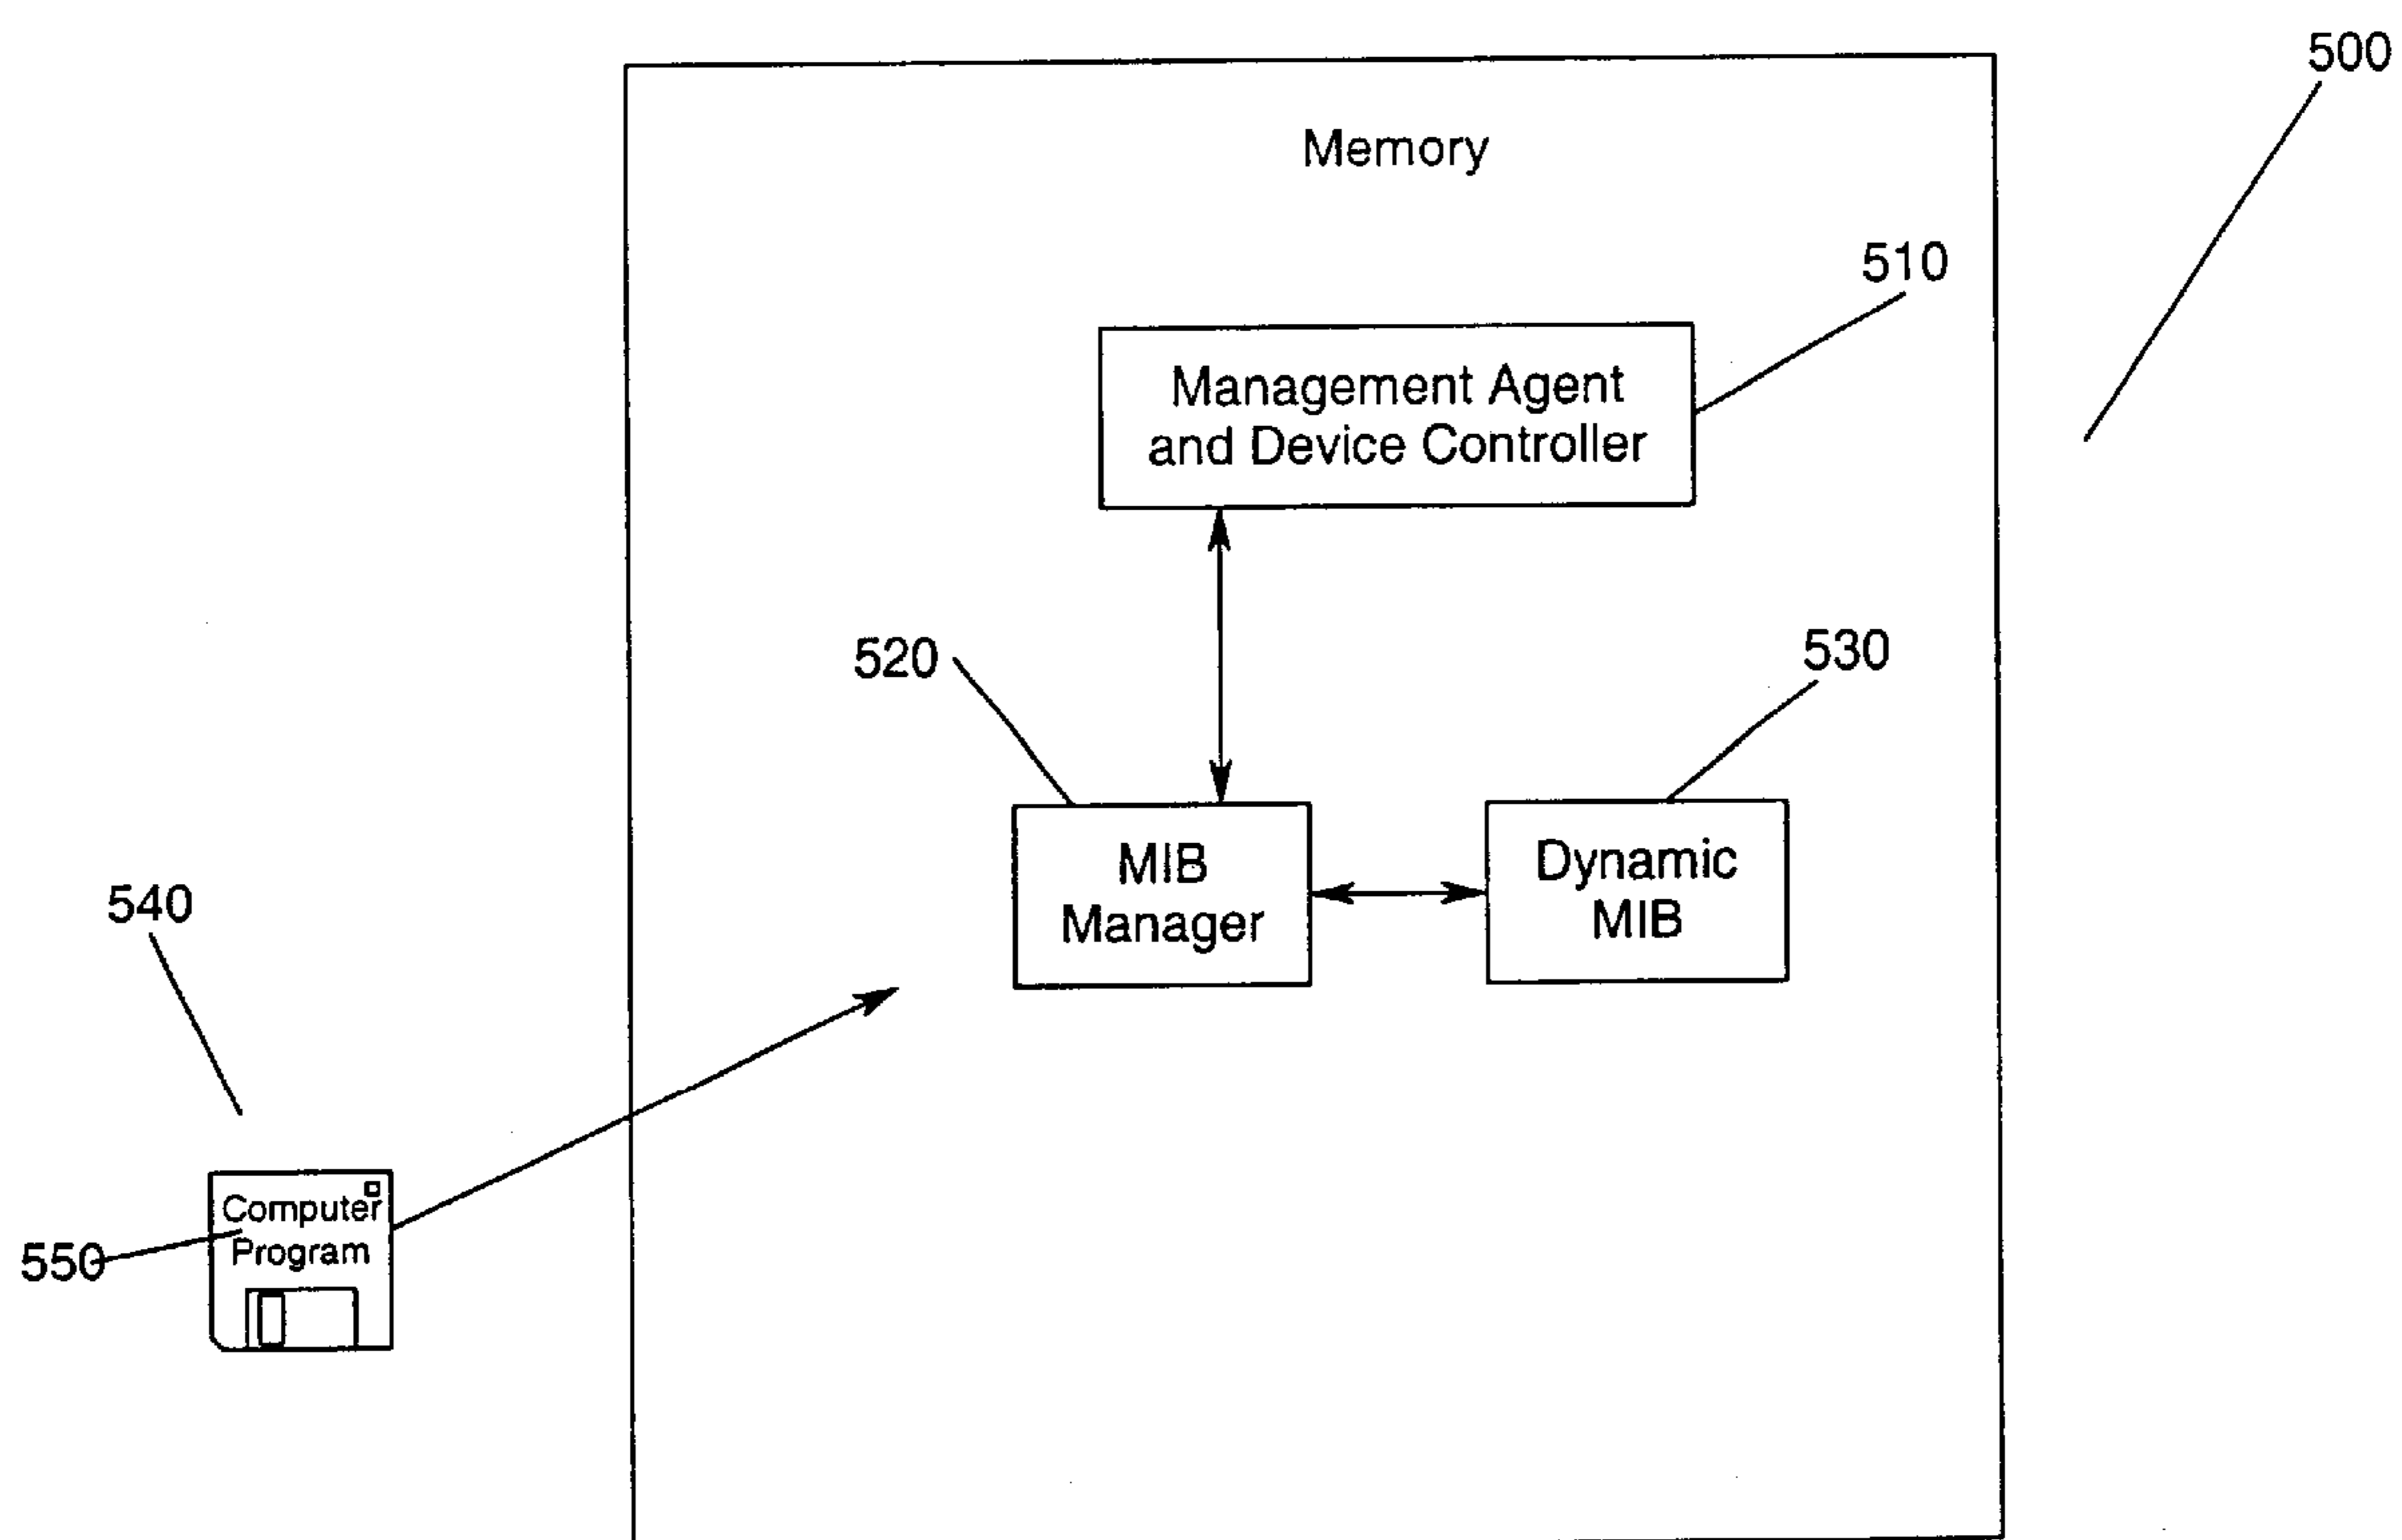 500
Memory
510
Management Agent
and Device Controller
520
530
MIB
Manager
Dynamic
MIB
540
Computer
Program
550